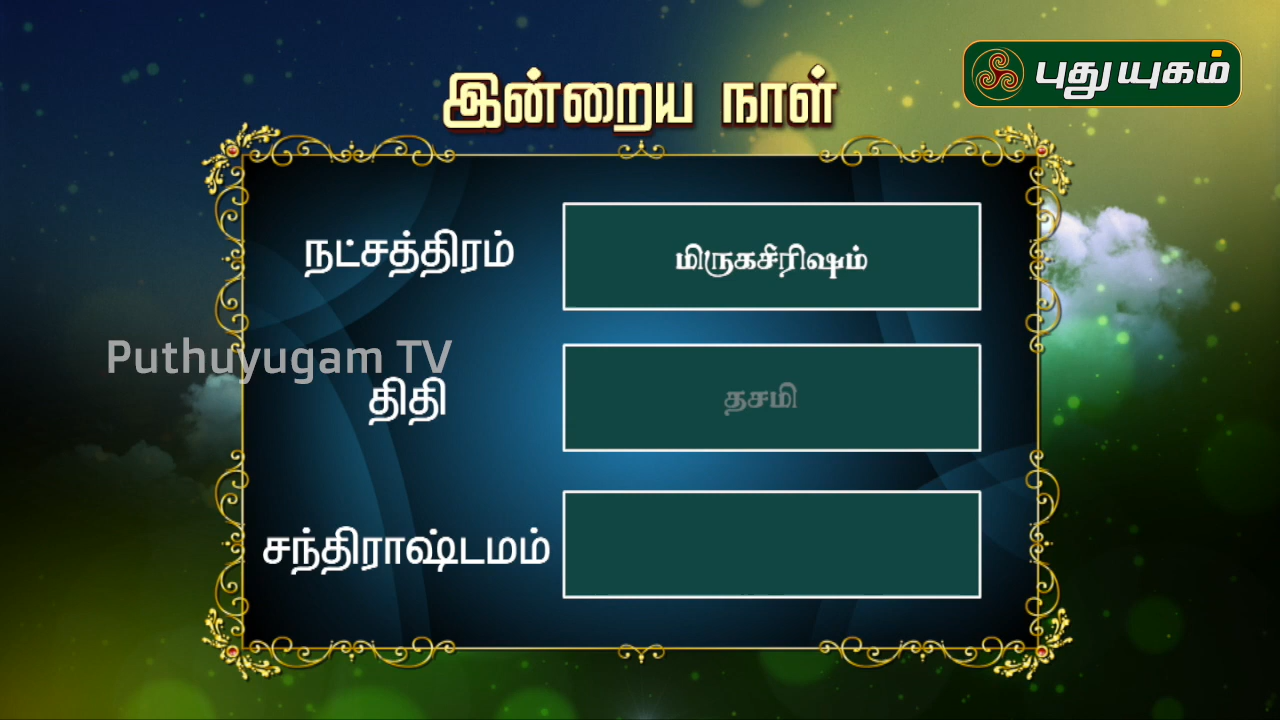 புதுயுகம்
இன்றைய நாள்
நட்சத்திரம்
மிருகசீரிஷம்
Puthuyugam TV
திதி
தசமி
சந்திராஷ்டமம்